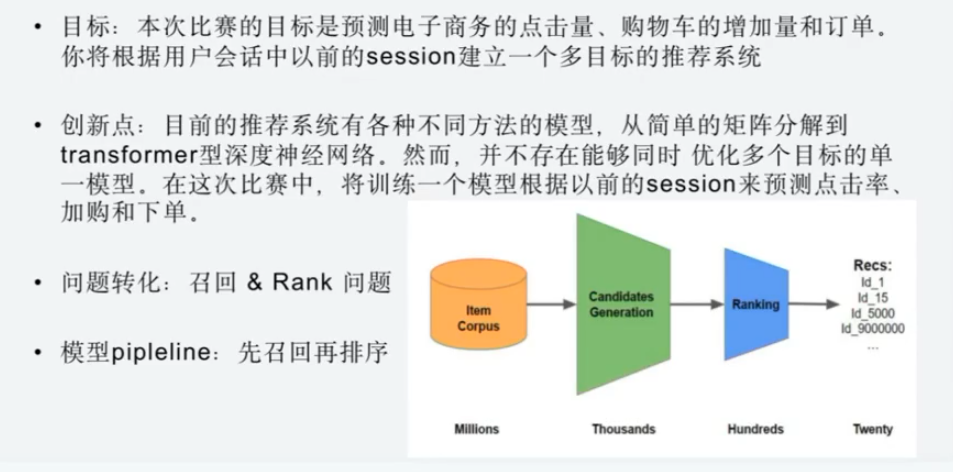 • 目标：本次比赛的目标是预测电子商务的点击量、购物车的增加量和订单。
你将根据用户会话中以前的session建立一个多目标的推荐系统
• 创新点：目前的推荐系统有各种不同方法的模型，从简单的矩阵分解到
transformer型深度神经网络。然而，并不存在能够同时 优化多个目标的单
一模型。在这次比赛中，将训练一个模型根据以前的session来预测点击率、
加购和下单。
• 问题转化：召回 & Rank 问题
• 模型pipleline：先召回再排序
Item
Corpus
Candidates
Generation
Ranking
Recs:
Id_1
Id_15
Id_5000
Id_9000000
...
Millions
Thousands
Hundreds
Twenty